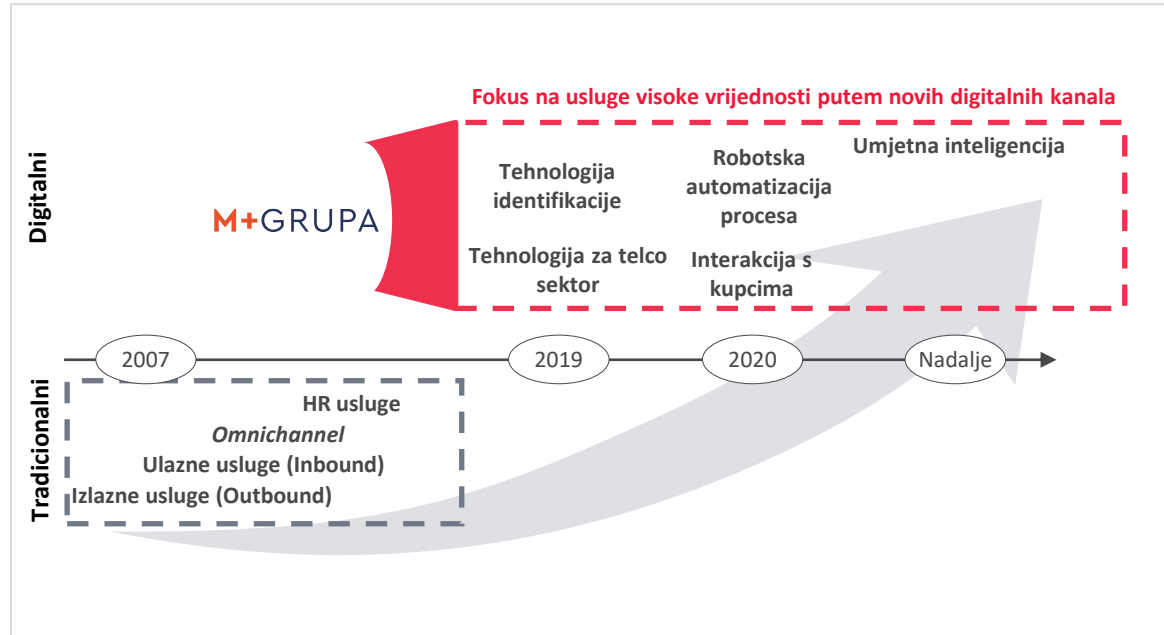 Fokus na usluge visoke vrijednosti putem novih digitalnih kanala
Digitalni
M+GRUPA
Tehnologija
identifikacije
Robotska
automatizacija
procesa
Umjetna inteligencija
Tehnologija za telco
sektor
Interakcija s
kupcima
2007
2019
2020
Nadalje
Tradicionalni
HR usluge
Omnichannel
Ulazne usluge (Inbound)
Izlazne usluge (Outbound)